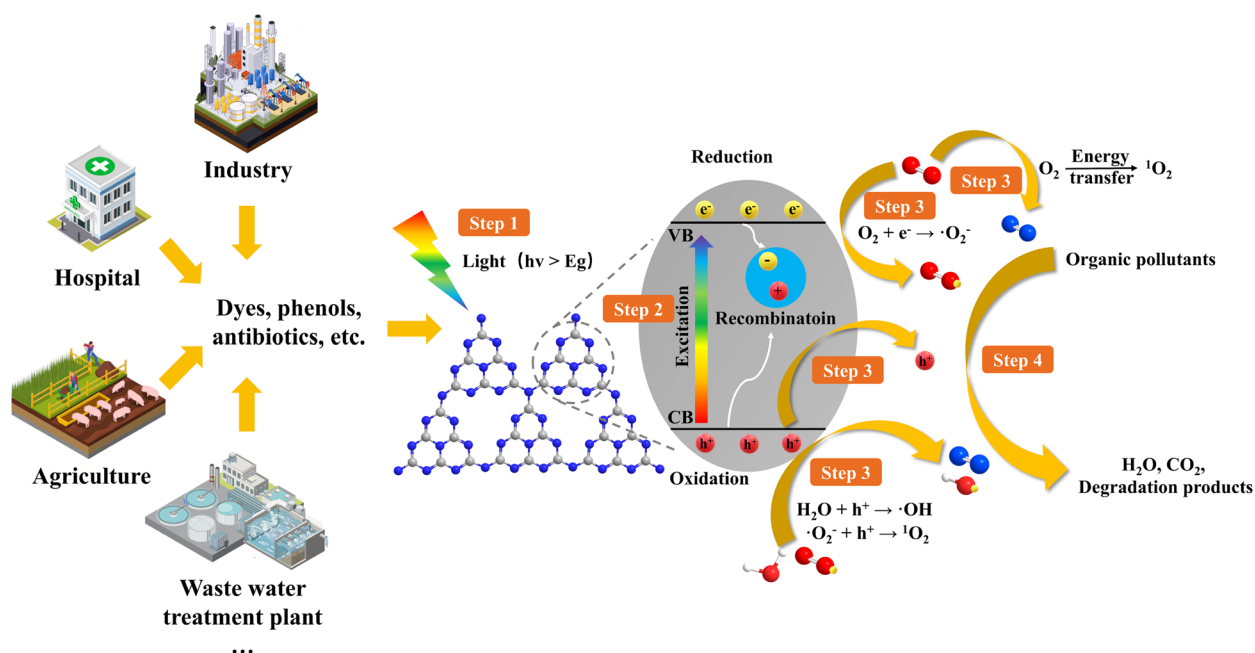 Industry
Hospital
Dyes, phenols,
antibiotics, etc.
Agriculture
Waste water
treatment plant
...
Step 1
Light (hv > Eg)
Step 2
Reduction
e⁻ e⁻ e⁻
VB
Excitation
-
+
Recombinatoin
CB
h⁺ h⁺ h⁺
Oxidation
Step 3
O₂ + e⁻ → ·O₂⁻
Step 3
O₂ Energy transfer → ¹O₂
Step 3
h⁺
Step 3
H₂O + h⁺ → ·OH
·O₂⁻ + h⁺ → ¹O₂
Organic pollutants
Step 4
H₂O, CO₂,
Degradation products